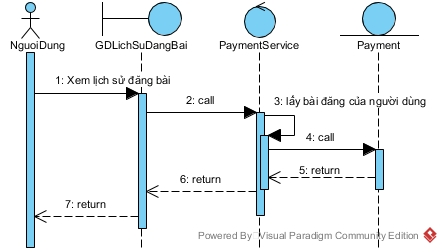 NguoiDung
GDLichSuDangBai
PaymentService
Payment
1: Xem lịch sử đăng bài
2: call
3: lấy bài đăng của người dùng
4: call
5: return
6: return
7: return
Powered By Visual Paradigm Community Edition